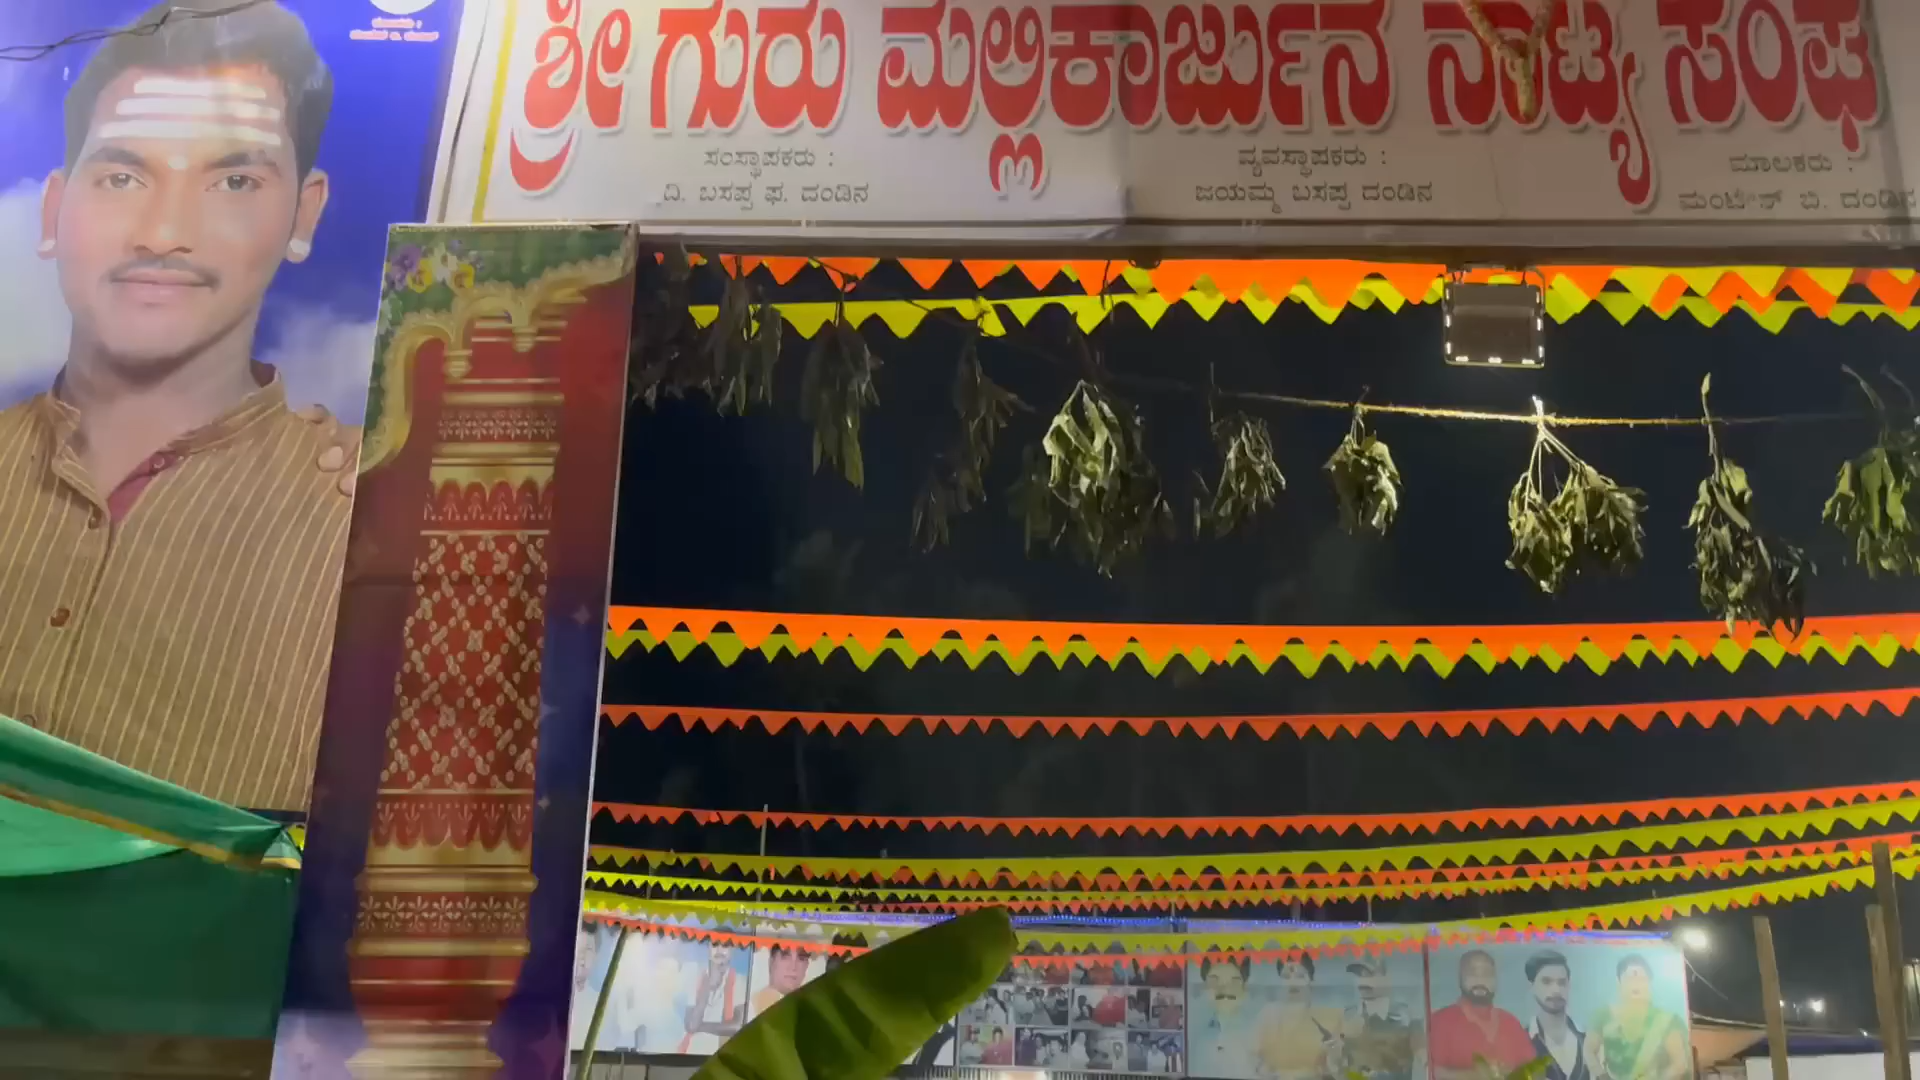 ಶ್ರೀ ಗುರು ಮಲ್ಲಿಕಾರ್ಜುನ ನಾಟ್ಯ ಸಂಘ
ಸಂಸ್ಥಾಪಕರು : ವ್ಯವಸ್ಥಾಪಕರು : ಮಾಲಕರು :
ದಿ. ಬಸಪ್ಪ ಫ. ದಂಡಿನ ಜಯಮ್ಮ ಬಸಪ್ಪ ದಂಡಿನ ಮಂಟೇಸ್ ಬಿ. ದಂಡಿನ